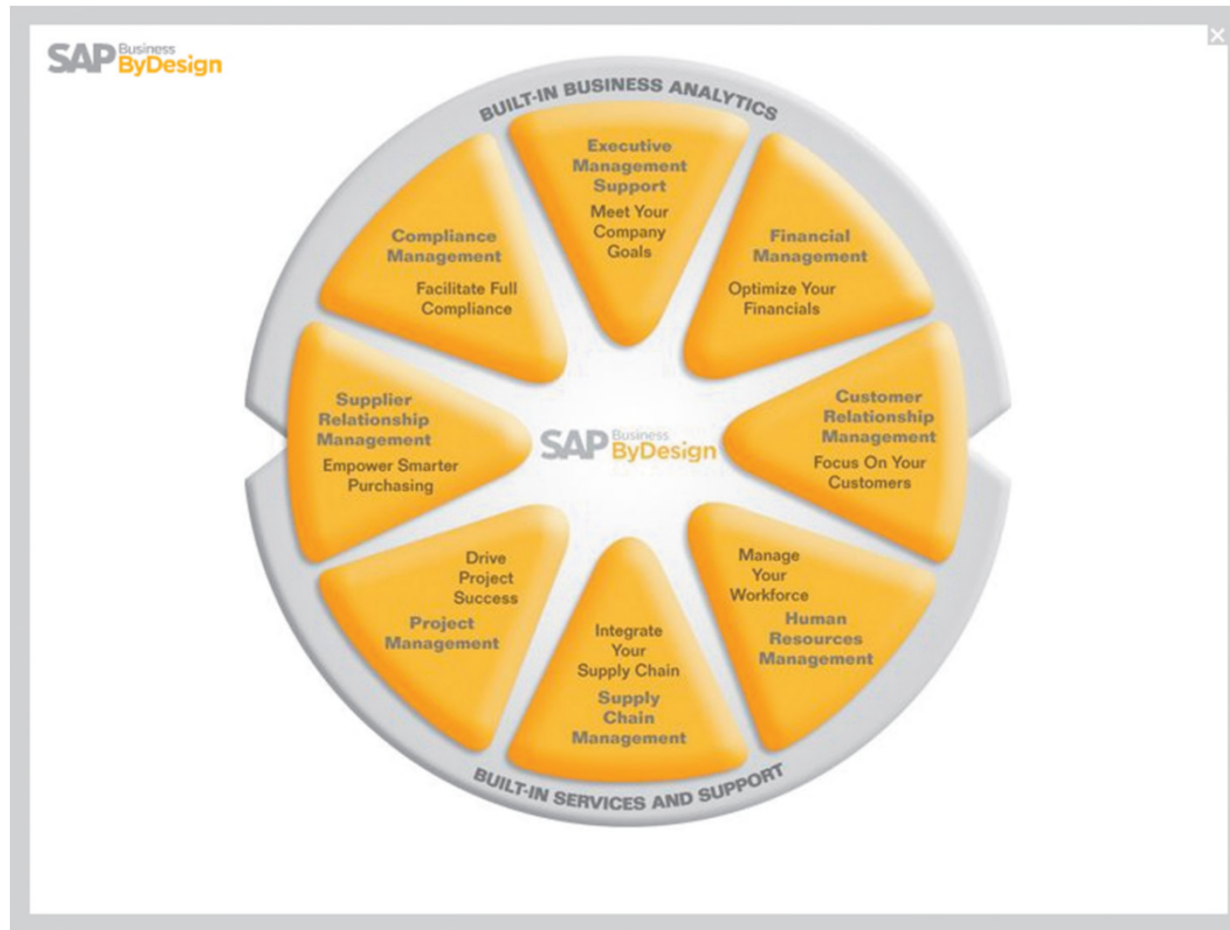 SAP Business ByDesign
BUILT-IN BUSINESS ANALYTICS
Executive
Management
Support
Meet Your
Company
Goals
Financial
Management
Optimize Your
Financials
Customer
Relationship
Management
Focus On Your
Customers
Manage
Your
Workforce
Human
Resources
Management
Integrate
Your
Supply Chain
Supply
Chain
Management
Drive
Project
Success
Project
Management
Supplier
Relationship
Management
Empower Smarter
Purchasing
Compliance
Management
Facilitate Full
Compliance
SAP Business ByDesign
BUILT-IN SERVICES AND SUPPORT